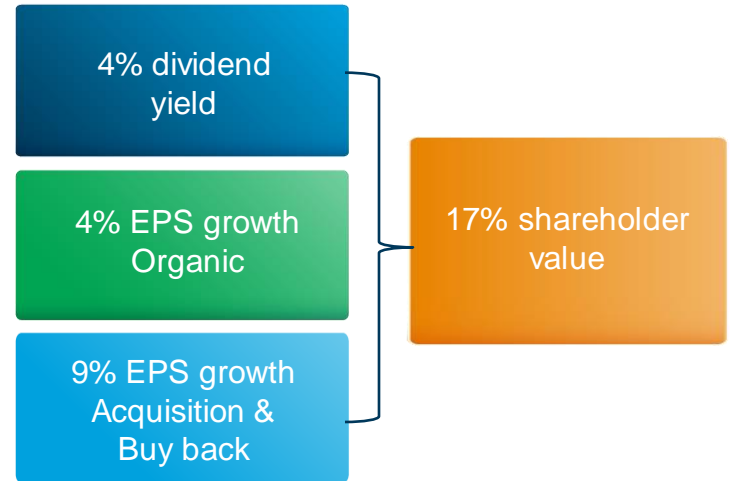 4% dividend
yield
4% EPS growth
Organic
9% EPS growth
Acquisition &
Buy back
17% shareholder
value